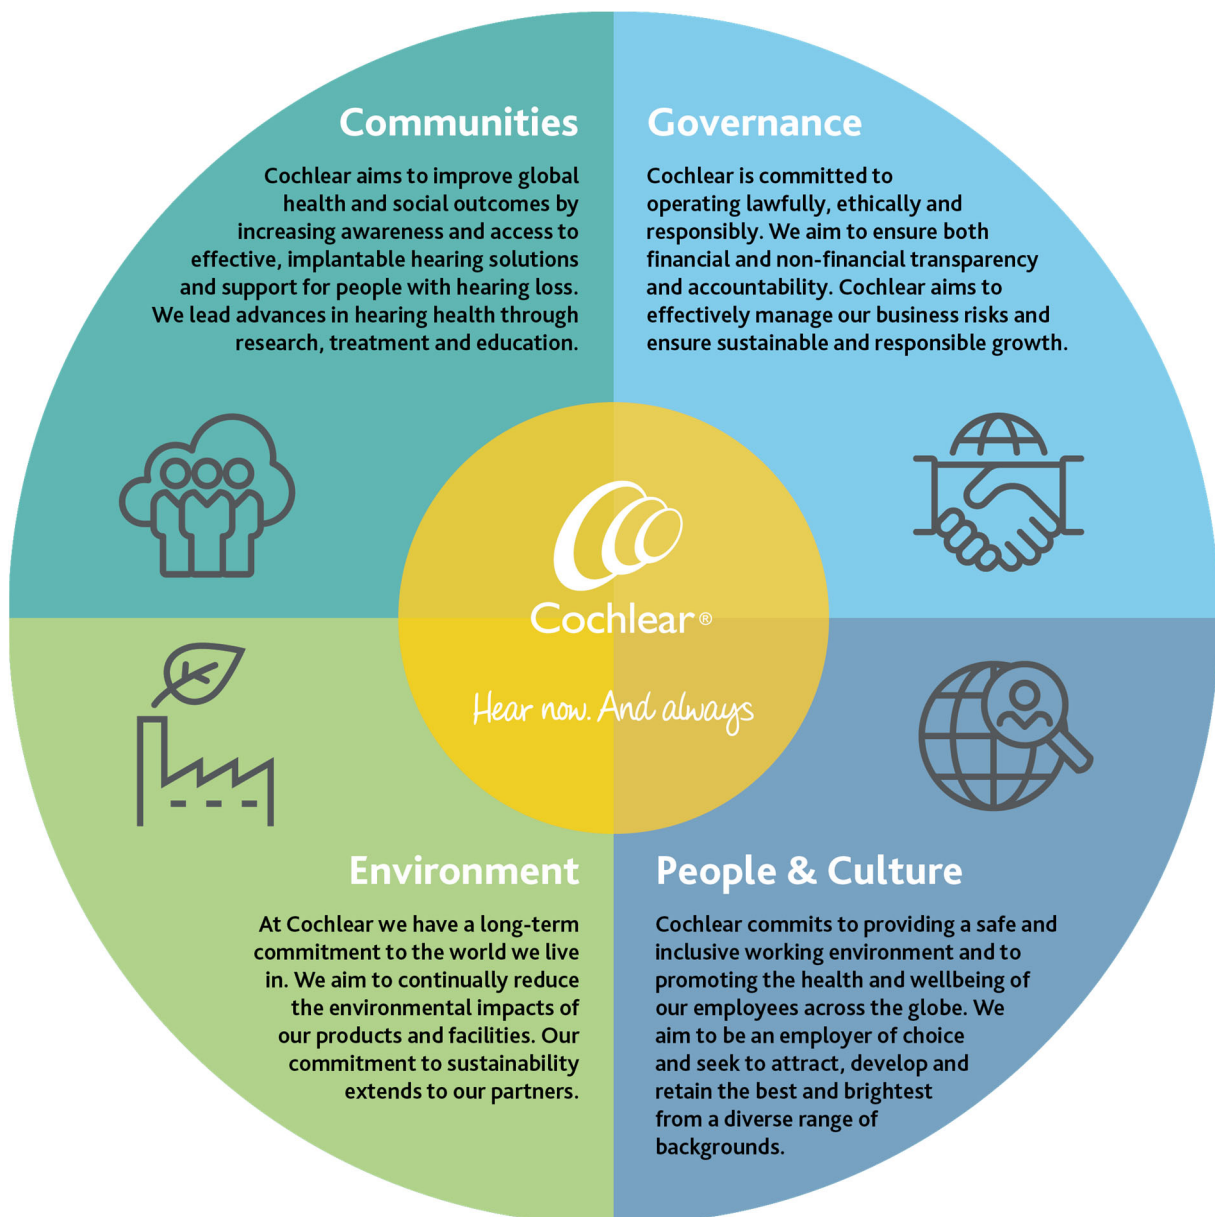 Communities
Cochlear aims to improve global
health and social outcomes by
increasing awareness and access to
effective, implantable hearing solutions
and support for people with hearing loss.
We lead advances in hearing health through
research, treatment and education.
Governance
Cochlear is committed to
operating lawfully, ethically and
responsibly. We aim to ensure both
financial and non-financial transparency
and accountability. Cochlear aims to
effectively manage our business risks and
ensure sustainable and responsible growth.
Cochlear®
Hear now. And always
Environment
At Cochlear we have a long-term
commitment to the world we live
in. We aim to continually reduce
the environmental impacts of
our products and facilities. Our
commitment to sustainability
extends to our partners.
People & Culture
Cochlear commits to providing a safe and
inclusive working environment and to
promoting the health and wellbeing of
our employees across the globe. We
aim to be an employer of choice
and seek to attract, develop and
retain the best and brightest
from a diverse range of
backgrounds.